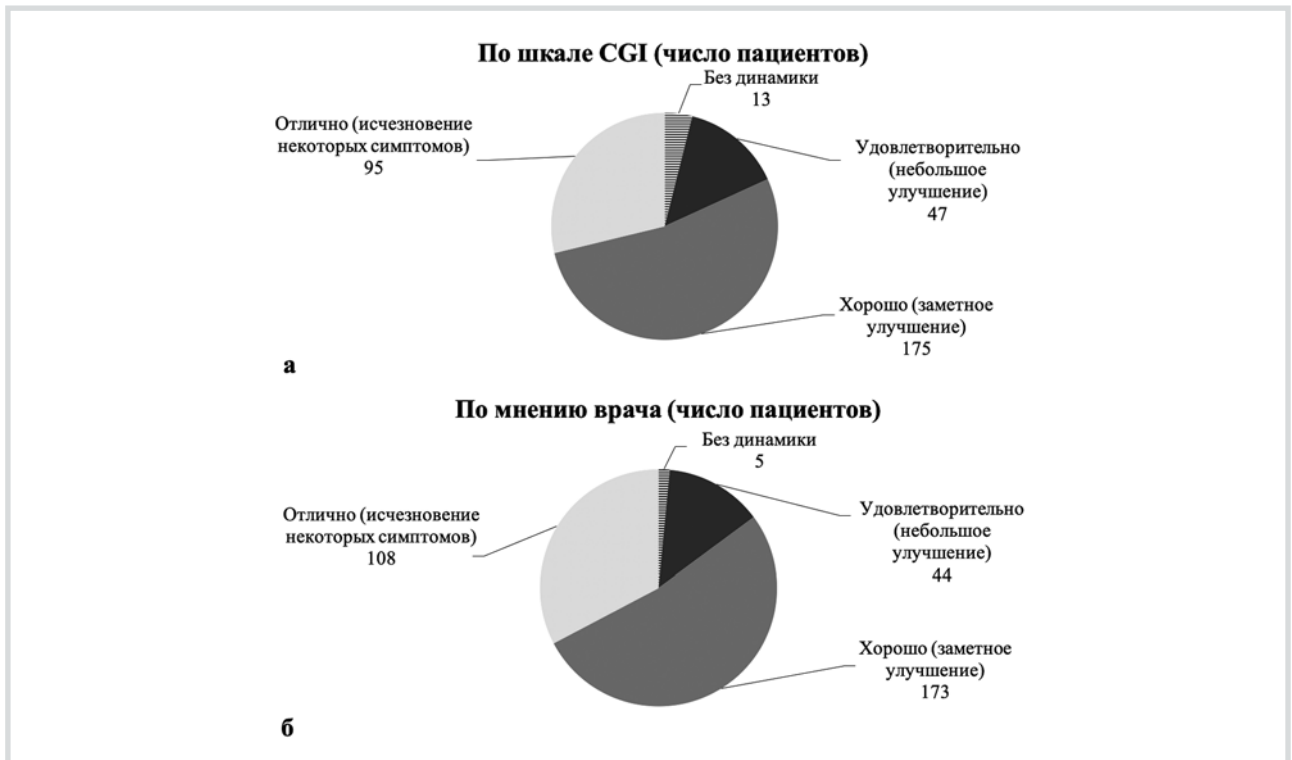 По шкале CGI (число пациентов)
Без динамики
13
Отлично (исчезновение
некоторых симптомов)
95
Удовлетворительно
(небольшое
улучшение)
47
Хорошо (заметное
улучшение)
175
а
По мнению врача (число пациентов)
Без динамики
5
Отлично (исчезновение
некоторых симптомов)
108
Удовлетворительно
(небольшое
улучшение)
44
Хорошо (заметное
улучшение)
173
б